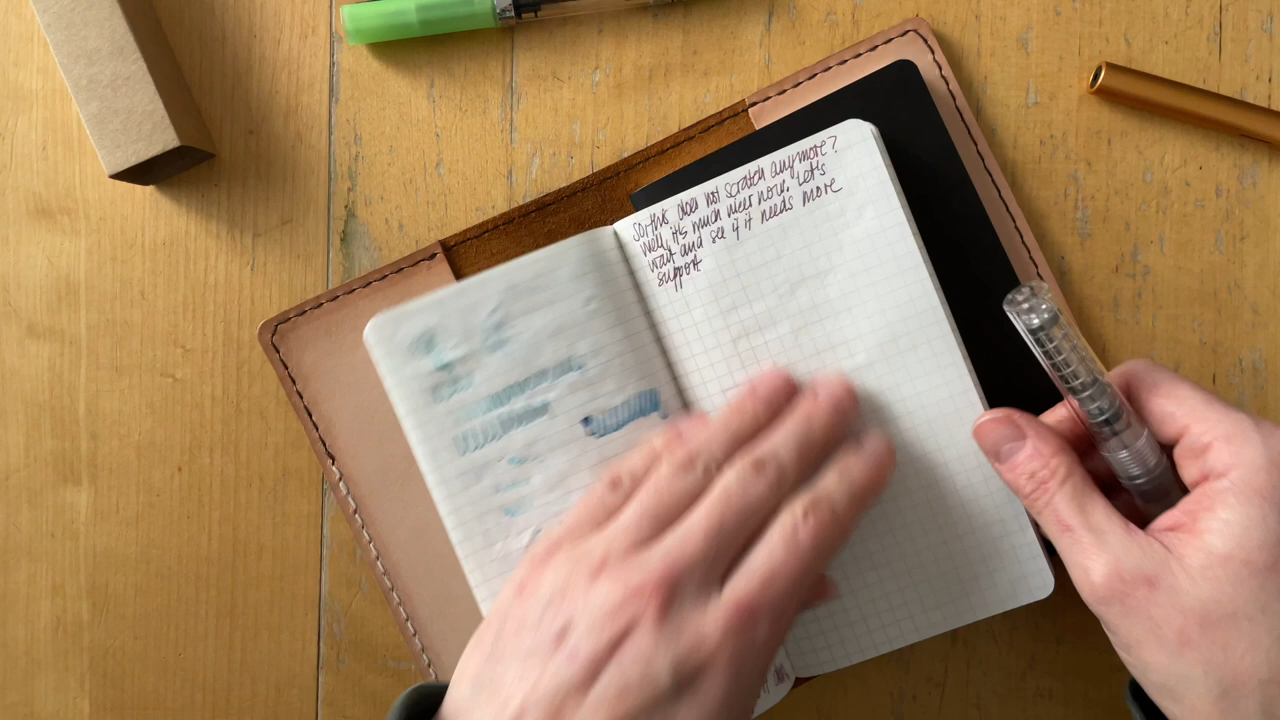 So this does not scratch anymore?
Well, it's much nicer now. Let's
wait and see if it needs more
support